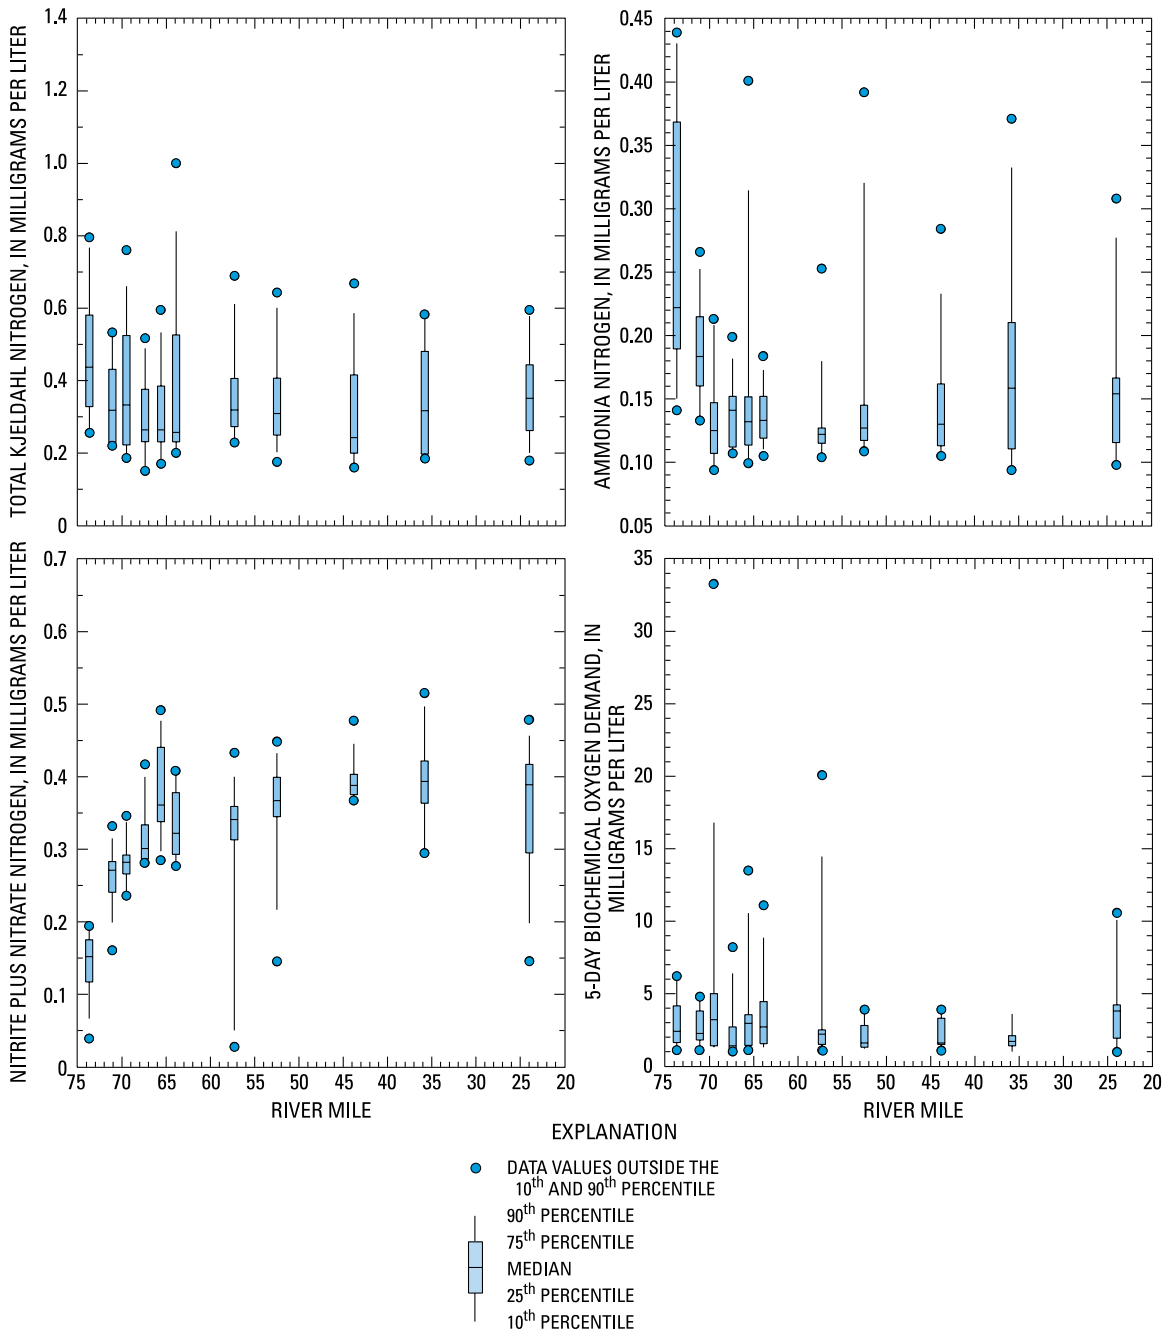 TOTAL KJELDAHL NITROGEN, IN MILLIGRAMS PER LITER
1.4
1.2
1.0
0.8
0.6
0.4
0.2
0
AMMONIA NITROGEN, IN MILLIGRAMS PER LITER
0.45
0.40
0.35
0.30
0.25
0.20
0.15
0.10
0.05
NITRITE PLUS NITRATE NITROGEN, IN MILLIGRAMS PER LITER
0.7
0.6
0.5
0.4
0.3
0.2
0.1
0
75 70 65 60 55 50 45 40 35 30 25 20
RIVER MILE
5-DAY BIOCHEMICAL OXYGEN DEMAND, IN
MILLIGRAMS PER LITER
35
30
25
20
15
10
5
0
75 70 65 60 55 50 45 40 35 30 25 20
RIVER MILE
EXPLANATION
DATA VALUES OUTSIDE THE
10th AND 90th PERCENTILE
90th PERCENTILE
75th PERCENTILE
MEDIAN
25th PERCENTILE
10th PERCENTILE